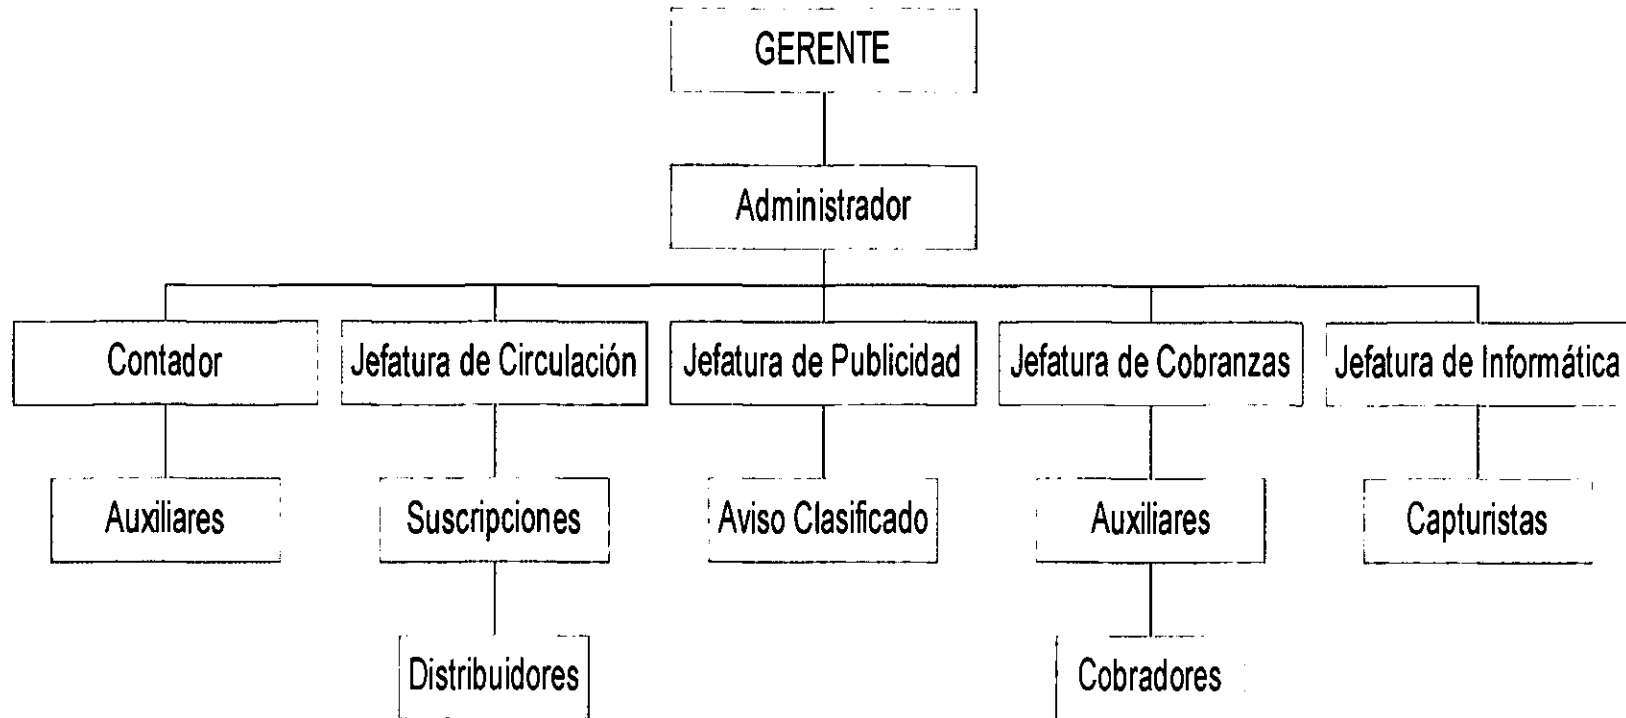 GERENTE
Administrador
Contador
Jefatura de Circulación
Jefatura de Publicidad
Jefatura de Cobranzas
Jefatura de Informática
Auxiliares
Suscripciones
Aviso Clasificado
Auxiliares
Capturistas
Distribuidores
Cobradores